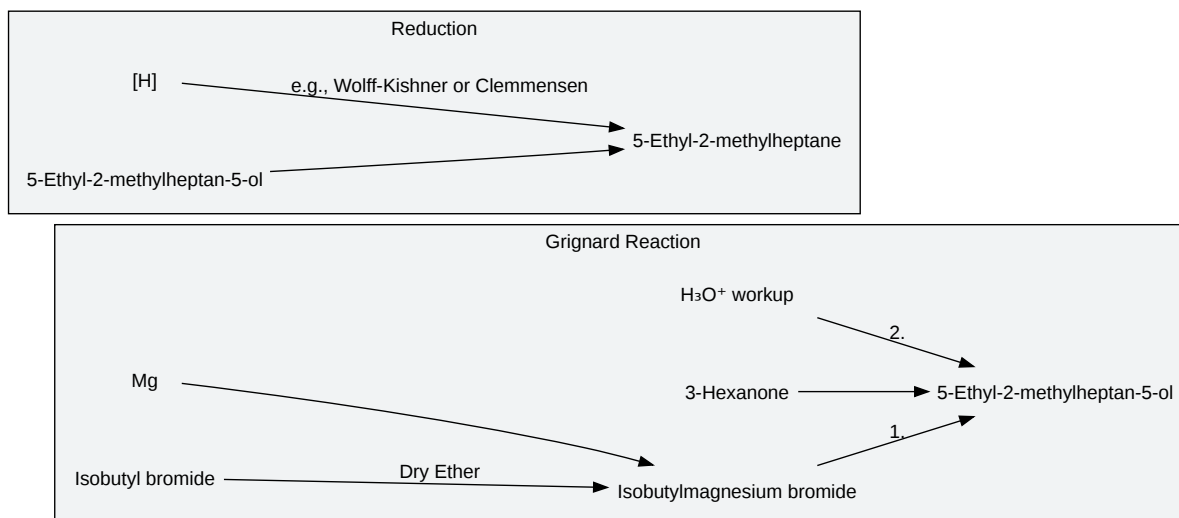 Reduction
[H]
e.g., Wolff-Kishner or Clemmensen
5-Ethyl-2-methylheptane
5-Ethyl-2-methylheptan-5-ol
Grignard Reaction
H₃O⁺ workup
2.
Mg
3-Hexanone
5-Ethyl-2-methylheptan-5-ol
1.
Isobutyl bromide
Dry Ether
Isobutylmagnesium bromide